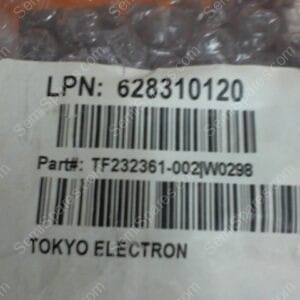 LPN: 628310120
Part#: TF232361-002|W0298
TOKYO ELECTRON